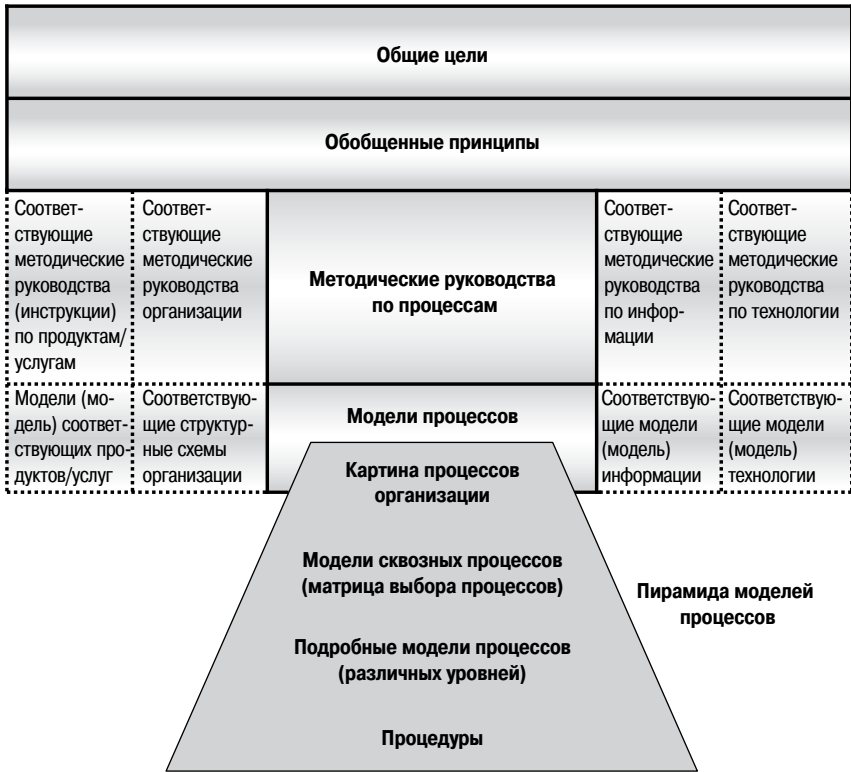 Общие цели
Обобщенные принципы
Соответ-
ствующие
методические
руководства
(инструкции)
по продуктам/
услугам
Соответ-
ствующие
методические
руководства
организации
Методические руководства
по процессам
Соответ-
ствующие
методические
руководства
по инфор-
мации
Соответ-
ствующие
методические
руководства
по технологии
Модели (мо-
дель) соответ-
ствующих про-
дуктов/услуг
Соответствую-
щие структур-
ные схемы
организации
Модели процессов
Соответствую-
щие модели
(модель)
информации
Соответствую-
щие модели
(модель)
технологии
Картина процессов
организации
Модели сквозных процессов
(матрица выбора процессов)
Пирамида моделей
процессов
Подробные модели процессов
(различных уровней)
Процедуры